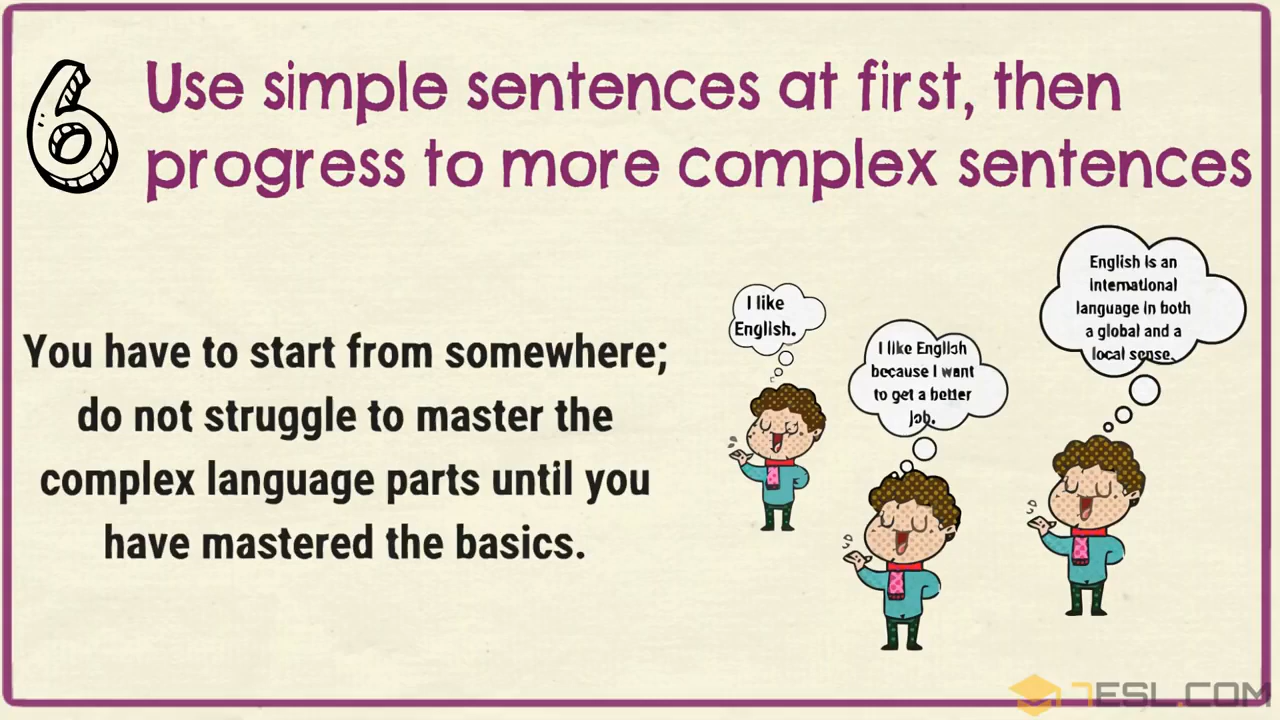 6
Use simple sentences at first, then
progress to more complex sentences
You have to start from somewhere;
do not struggle to master the
complex language parts until you
have mastered the basics.
I like
English.
I like English
because I want
to get a better
job.
English is an
international
language in both
a global and a
local sense.
7ESL.COM